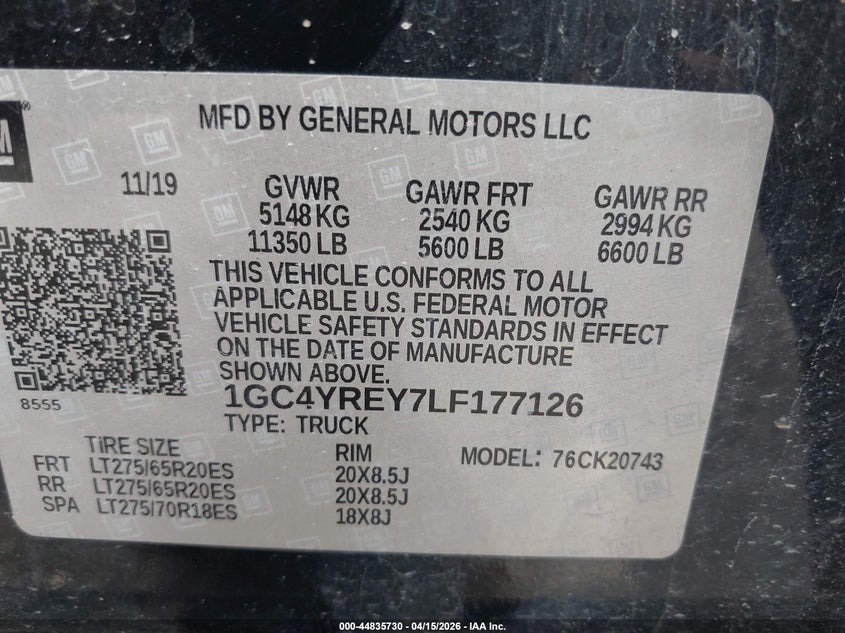 MFD BY GENERAL MOTORS LLC
11/19 GVWR GAWR FRT GAWR RR
5148 KG 2540 KG 2994 KG
11350 LB 5600 LB 6600 LB
THIS VEHICLE CONFORMS TO ALL
APPLICABLE U.S. FEDERAL MOTOR
VEHICLE SAFETY STANDARDS IN EFFECT
ON THE DATE OF MANUFACTURE
SHOWN ABOVE.
8555
1GC4YREY7LF177126
TYPE: TRUCK
TIRE SIZE RIM MODEL: 76CK20743
FRT LT275/65R20ES 20X8.5J
RR LT275/65R20ES 20X8.5J
SPA LT275/70R18ES 18X8J
000-44835730 - 04/15/2026 - IAA Inc.